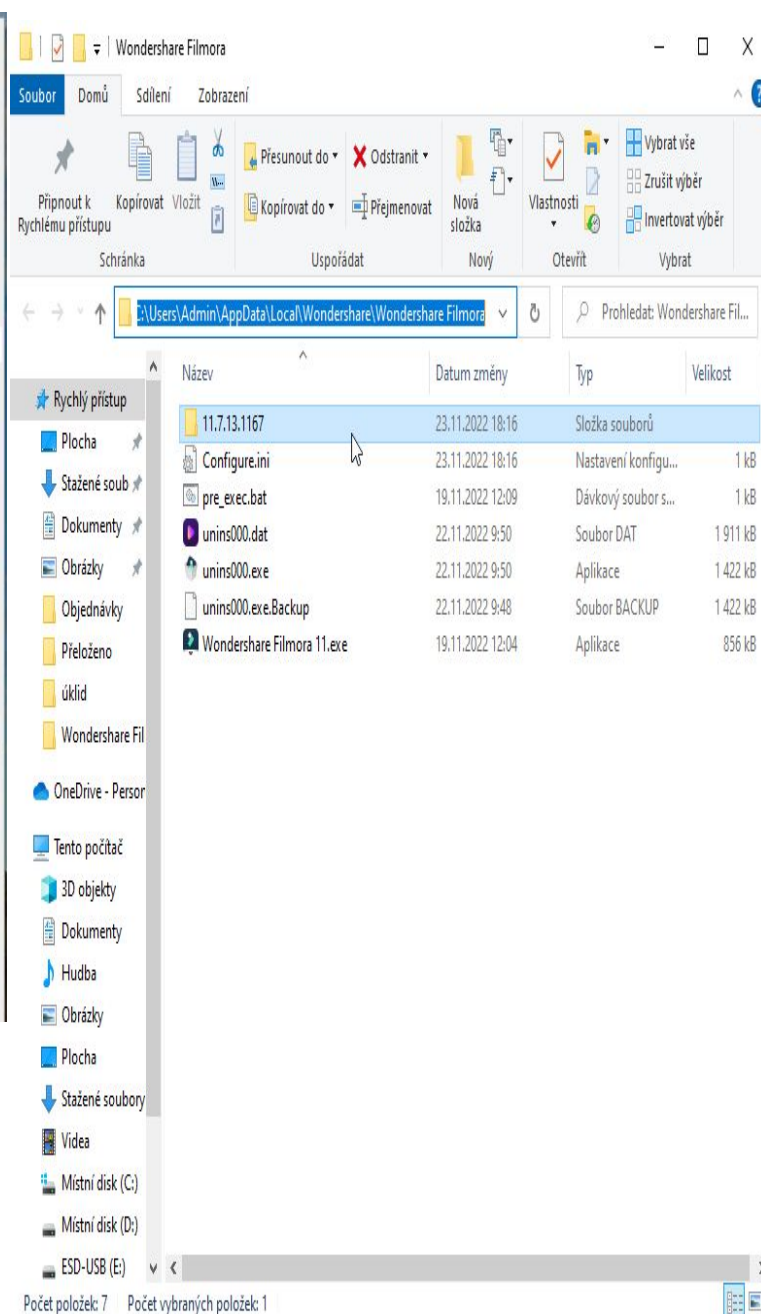 Wondershare Filmora
Soubor Domů Sdílení Zobrazení
Připnout k Rychlému přístupu
Kopírovat
Vložit
Schránka
Přesunout do
Kopírovat do
Odstranit
Přejmenovat
Uspořádat
Nová složka
Nový
Vlastnosti
Otevřít
Vybrat vše
Zrušit výběr
Invertovat výběr
Vybrat
:\Users\Admin\AppData\Local\Wondershare\Wondershare Filmora
Prohledat: Wondershare Fil...
Název Datum změny Typ Velikost
11.7.13.1167 23.11.2022 18:16 Složka souborů
Configure.ini 23.11.2022 18:16 Nastavení konfigu... 1 kB
pre_exec.bat 19.11.2022 12:09 Dávkový soubor s... 1 kB
unins000.dat 22.11.2022 9:50 Soubor DAT 1 911 kB
unins000.exe 22.11.2022 9:50 Aplikace 1 422 kB
unins000.exe.Backup 22.11.2022 9:48 Soubor BACKUP 1 422 kB
Wondershare Filmora 11.exe 19.11.2022 12:04 Aplikace 856 kB
Rychlý přístup
Plocha
Stažené soub
Dokumenty
Obrázky
Objednávky
Přeloženo
úklid
Wondershare Fil
OneDrive - Person
Tento počítač
3D objekty
Dokumenty
Hudba
Obrázky
Plocha
Stažené soubory
Videa
Místní disk (C:)
Místní disk (D:)
ESD-USB (E:)
Počet položek: 7 Počet vybraných položek: 1